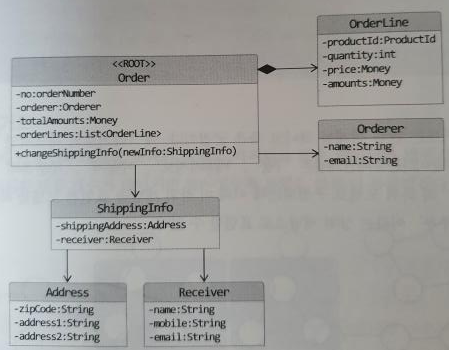 <<ROOT>>
Order
-no:orderNumber
-orderer:Orderer
-totalAmounts:Money
-orderLines:List<OrderLine>
+changeShippingInfo(newInfo:ShippingInfo)
OrderLine
-productId:ProductId
-quantity:int
-price:Money
-amounts:Money
Orderer
-name:String
-email:String
ShippingInfo
-shippingAddress:Address
-receiver:Receiver
Address
-zipCode:String
-address1:String
-address2:String
Receiver
-name:String
-mobile:String
-email:String